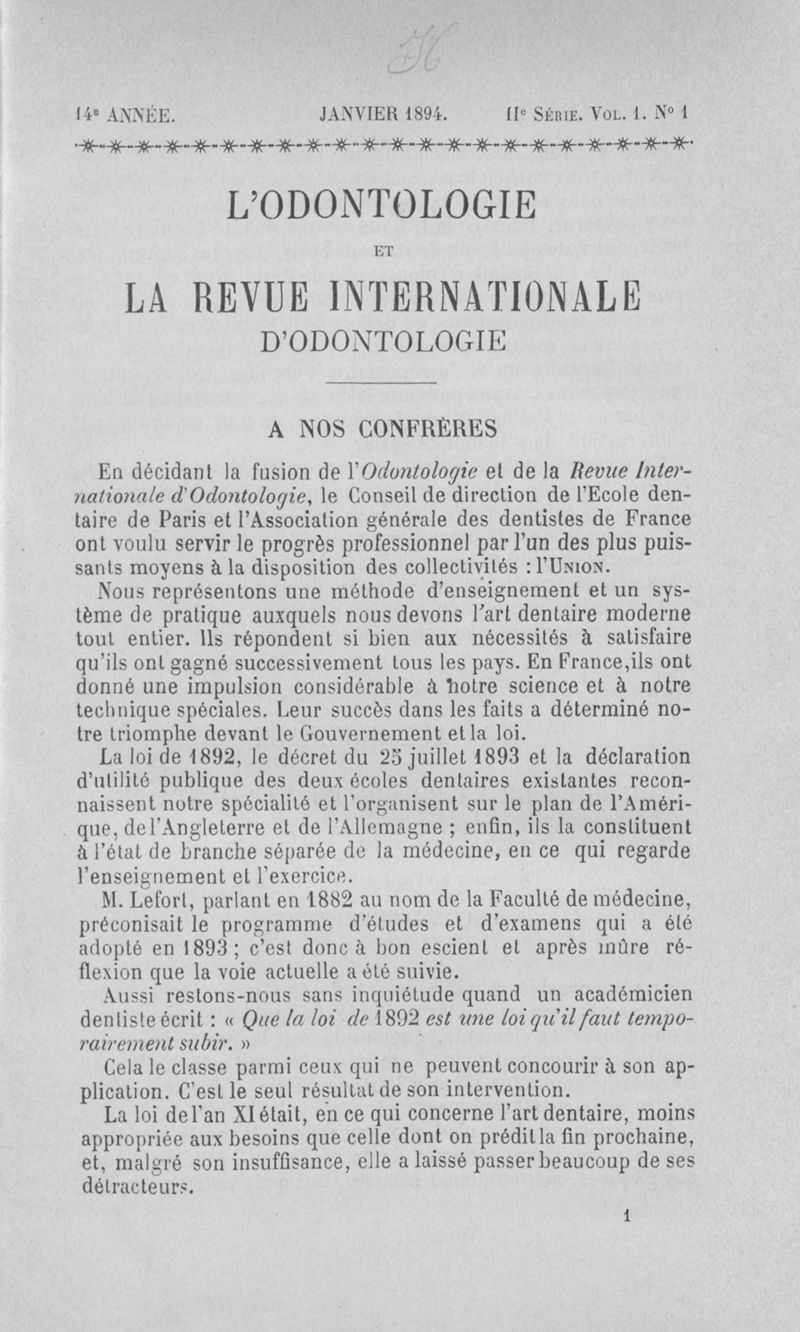 14e ANNÉE. JANVIER 1894. IIe SÉRIE. VOL. 1. No 1
L'ODONTOLOGIE
ET
LA REVUE INTERNATIONALE
D'ODONTOLOGIE
A NOS CONFRÈRES
En décidant la fusion de l'Odontologie et de la Revue Inter-
nationale d'Odontologie, le Conseil de direction de l'Ecole den-
taire de Paris et l'Association générale des dentistes de France
ont voulu servir le progrès professionnel par l'un des plus puis-
sants moyens à la disposition des collectivités : l'UNION.
Nous représentons une méthode d'enseignement et un sys-
tème de pratique auxquels nous devons l'art dentaire moderne
tout entier. Ils répondent si bien aux nécessités à satisfaire
qu'ils ont gagné successivement tous les pays. En France, ils ont
donné une impulsion considérable à notre science et à notre
technique spéciales. Leur succès dans les faits a déterminé no-
tre triomphe devant le Gouvernement et la loi.
La loi de 1892, le décret du 25 juillet 1893 et la déclaration
d'utilité publique des deux écoles dentaires existantes recon-
naissent notre spécialité et l'organisent sur le plan de l'Améri-
que, de l'Angleterre et de l'Allemagne ; enfin, ils la constituent
à l'état de branche séparée de la médecine, en ce qui regarde
l'enseignement et l'exercice.
M. Lefort, parlant en 1882 au nom de la Faculté de médecine,
préconisait le programme d'études et d'examens qui a été
adopté en 1893 ; c'est donc à bon escient et après mûre ré-
flexion que la voie actuelle a été suivie.
Aussi restons-nous sans inquiétude quand un académicien
dentiste écrit : « Que la loi de 1892 est une loi qu'il faut tempo-
rairement subir. »
Cela le classe parmi ceux qui ne peuvent concourir à son ap-
plication. C'est le seul résultat de son intervention.
La loi de l'an XI était, en ce qui concerne l'art dentaire, moins
appropriée aux besoins que celle dont on prédit la fin prochaine,
et, malgré son insuffisance, elle a laissé passer beaucoup de ses
détracteurs.
1